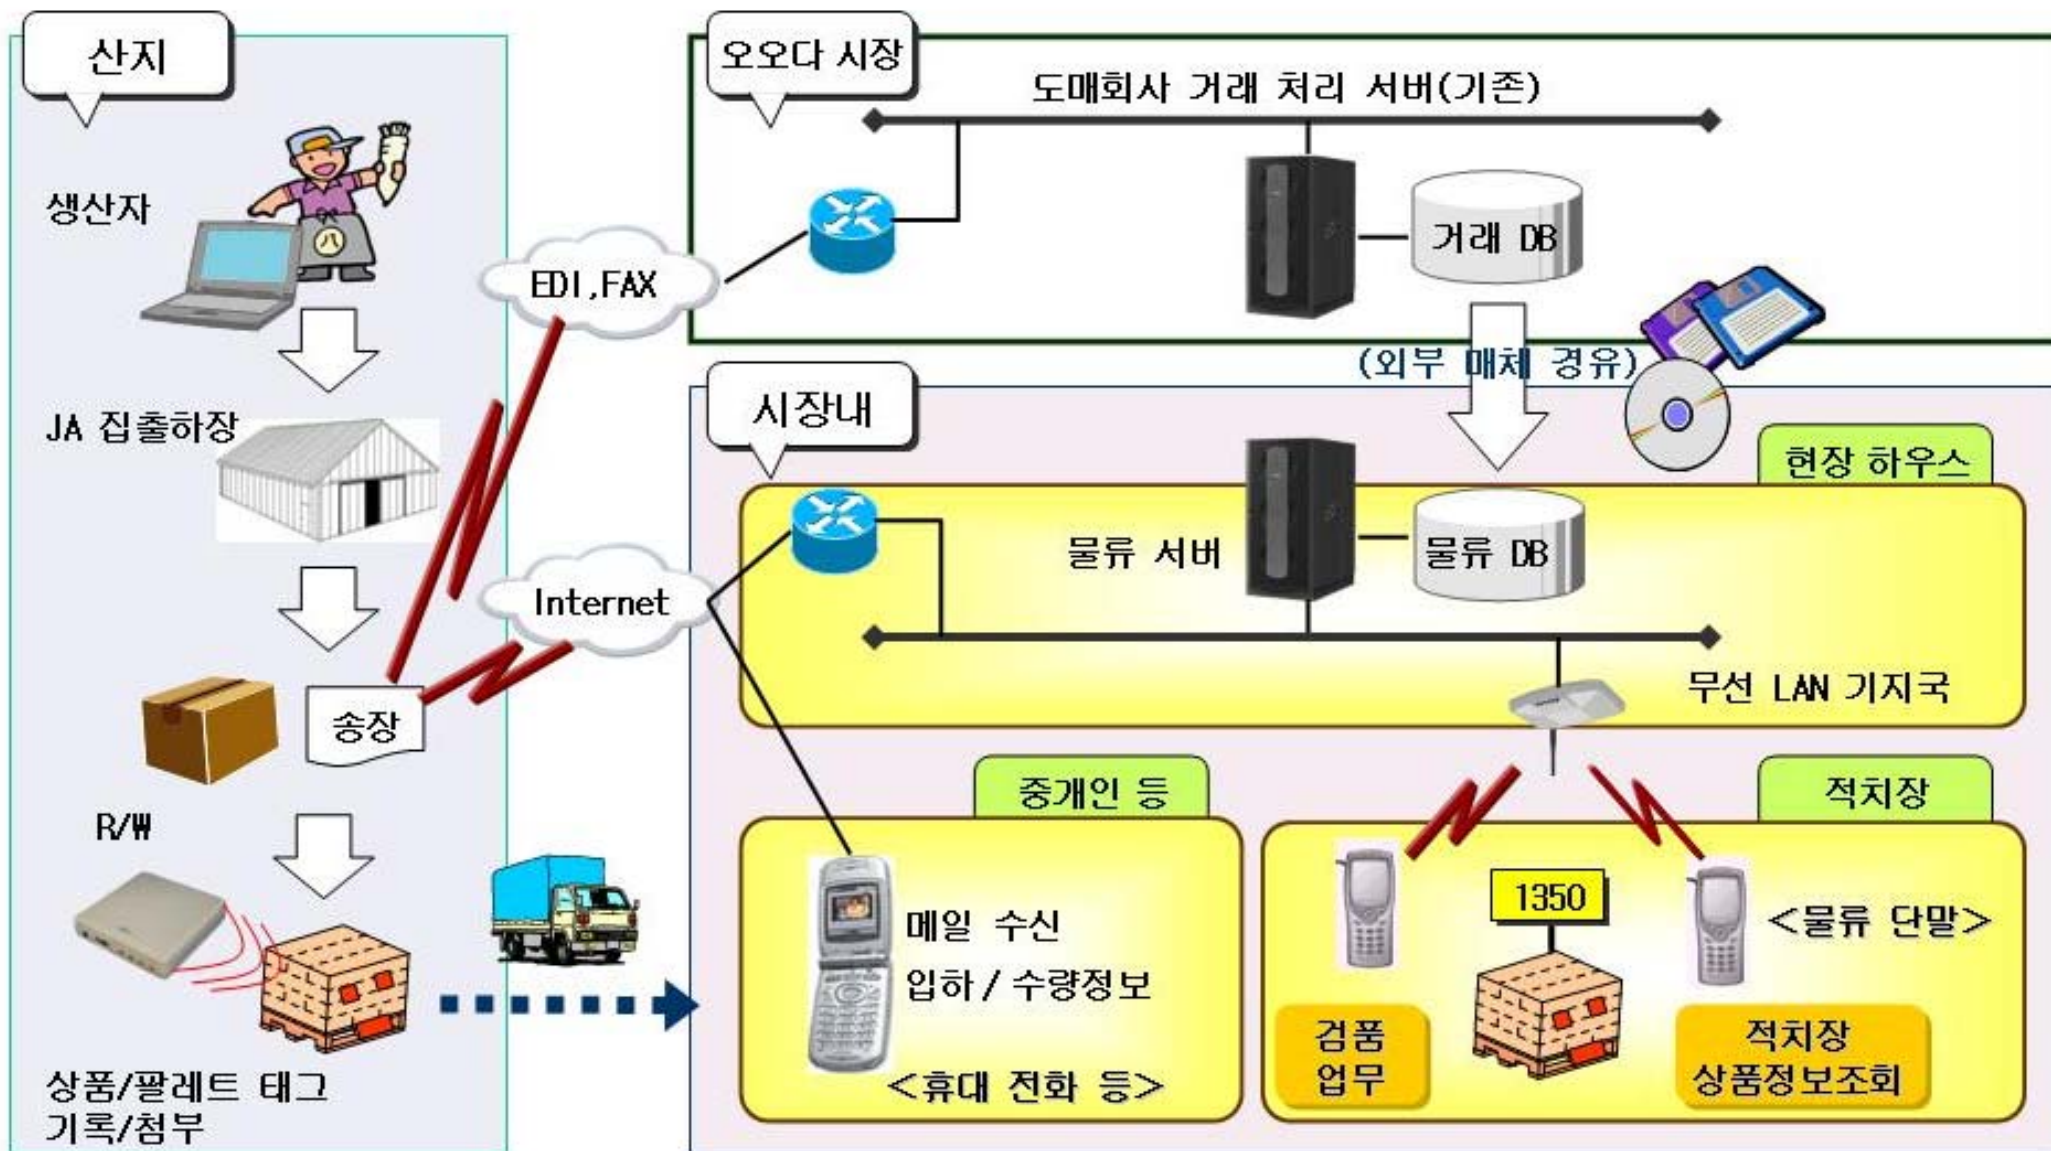 산지
생산자
JA 집출하장
송장
R/W
상품/팔레트 태그
기록/첨부
EDI,FAX
Internet
오오다 시장
도매회사 거래 처리 서버(기존)
거래 DB
(외부 매체 경유)
시장내
현장 하우스
물류 서버
물류 DB
무선 LAN 기지국
중개인 등
메일 수신
입하/수량정보
<휴대 전화 등>
적치장
1350
<물류 단말>
검품
업무
적치장
상품정보조회
八